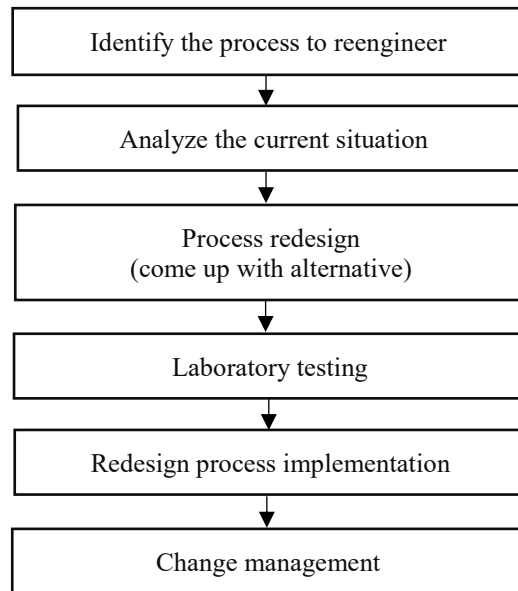 Identify the process to reengineer
Analyze the current situation
Process redesign
(come up with alternative)
Laboratory testing
Redesign process implementation
Change management